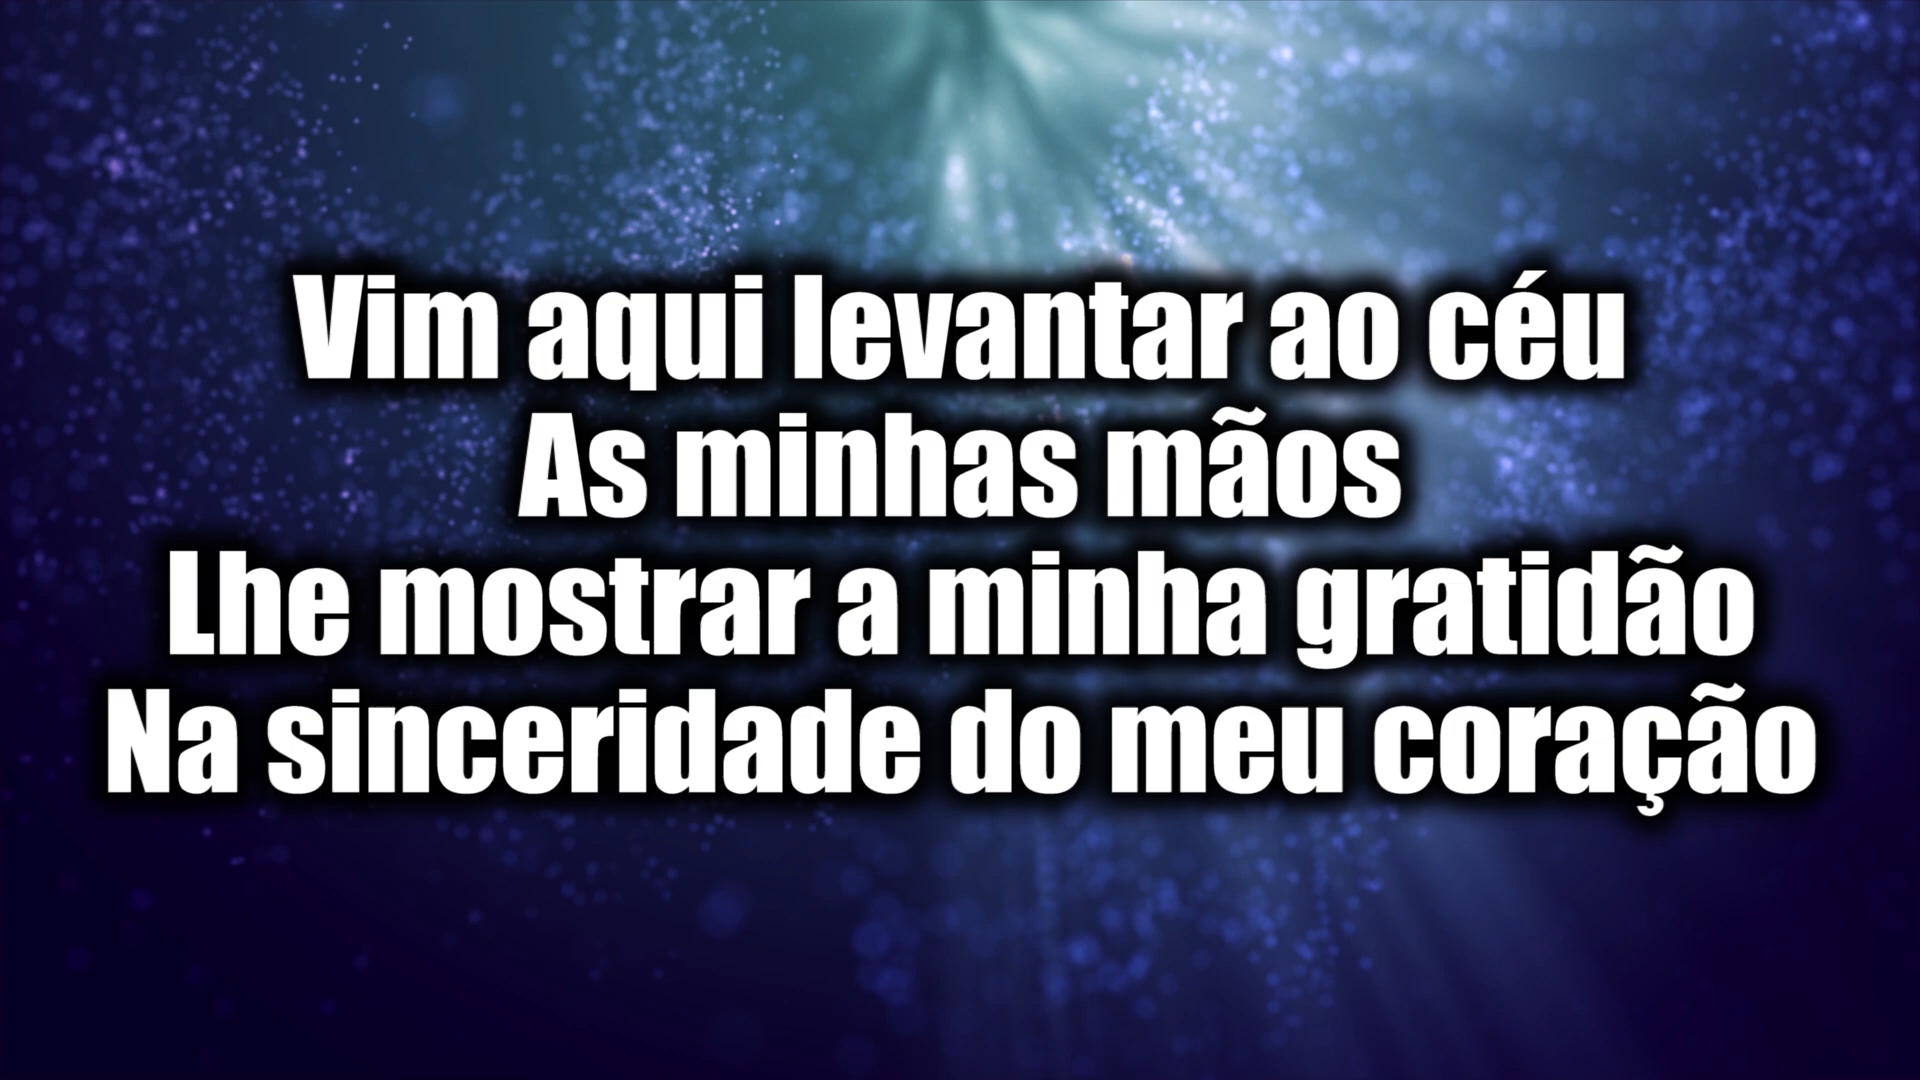 Vim aqui levantar ao céu
As minhas mãos
Lhe mostrar a minha gratidão
Na sinceridade do meu coração